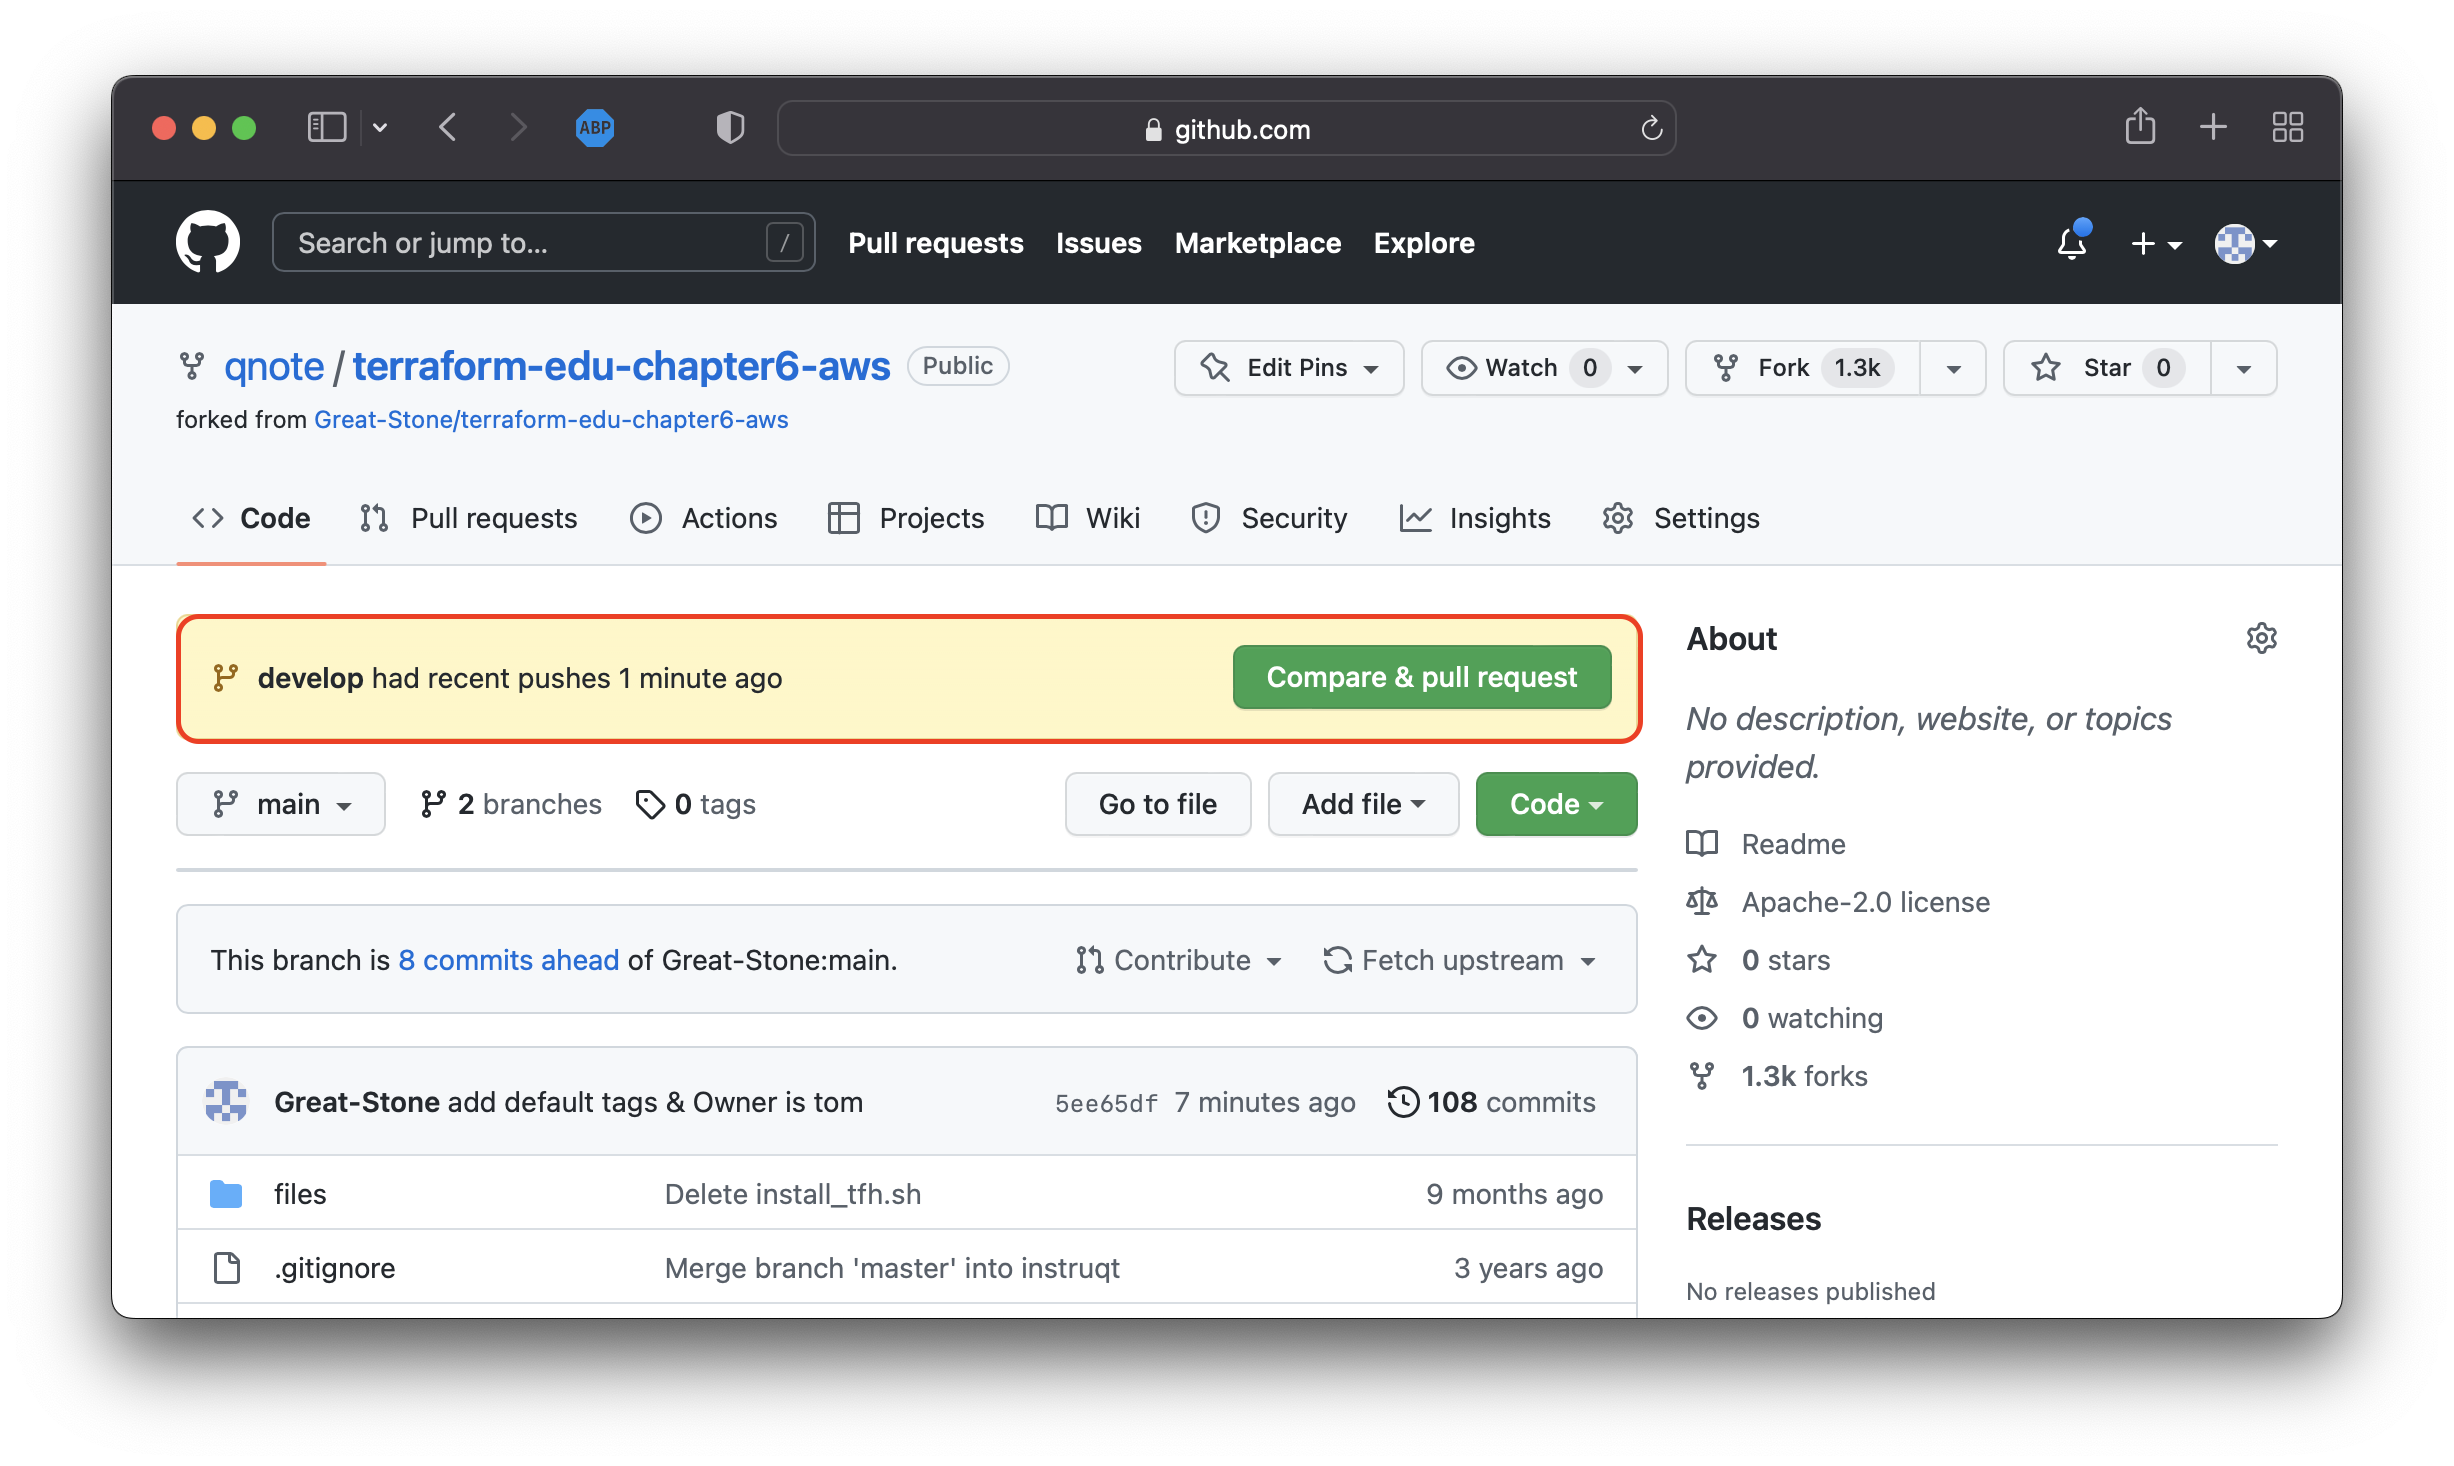 ABP
github.com
Search or jump to... /
Pull requests Issues Marketplace Explore
qnote / terraform-edu-chapter6-aws Public
Edit Pins Watch 0 Fork 1.3k Star 0
forked from Great-Stone/terraform-edu-chapter6-aws
Code Pull requests Actions Projects Wiki Security Insights Settings
develop had recent pushes 1 minute ago Compare & pull request
main 2 branches 0 tags Go to file Add file Code
This branch is 8 commits ahead of Great-Stone:main. Contribute Fetch upstream
Great-Stone add default tags & Owner is tom 5ee65df 7 minutes ago 108 commits
files Delete install_tfh.sh 9 months ago
.gitignore Merge branch 'master' into instruqt 3 years ago
About
No description, website, or topics
provided.
Readme
Apache-2.0 license
0 stars
0 watching
1.3k forks
Releases
No releases published